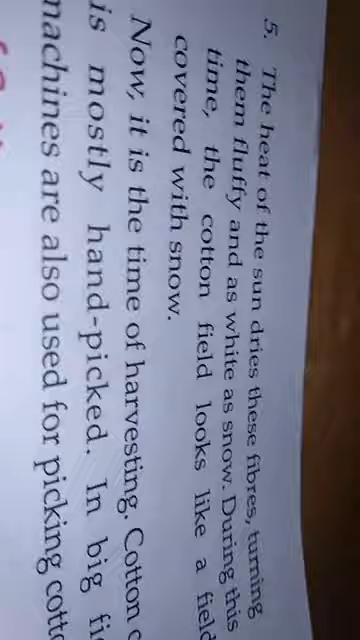 5. The heat of the sun dries these fibres, turning
them fluffy and as white as snow. During this
time, the cotton field looks like a field
covered with snow.
Now, it is the time of harvesting. Cotton
is mostly hand-picked. In big
machines are also used for picking